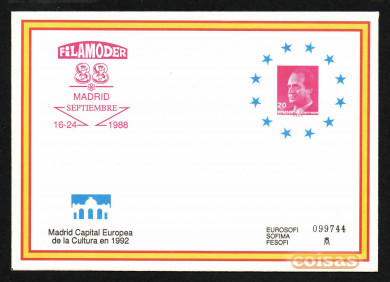 FILAMODER
88
MADRID
SEPTIEMBRE
16-24 1988
20
Madrid Capital Europea
de la Cultura en 1992
EUROSOFI
SOFIMA
FESOFI
099744
coisas